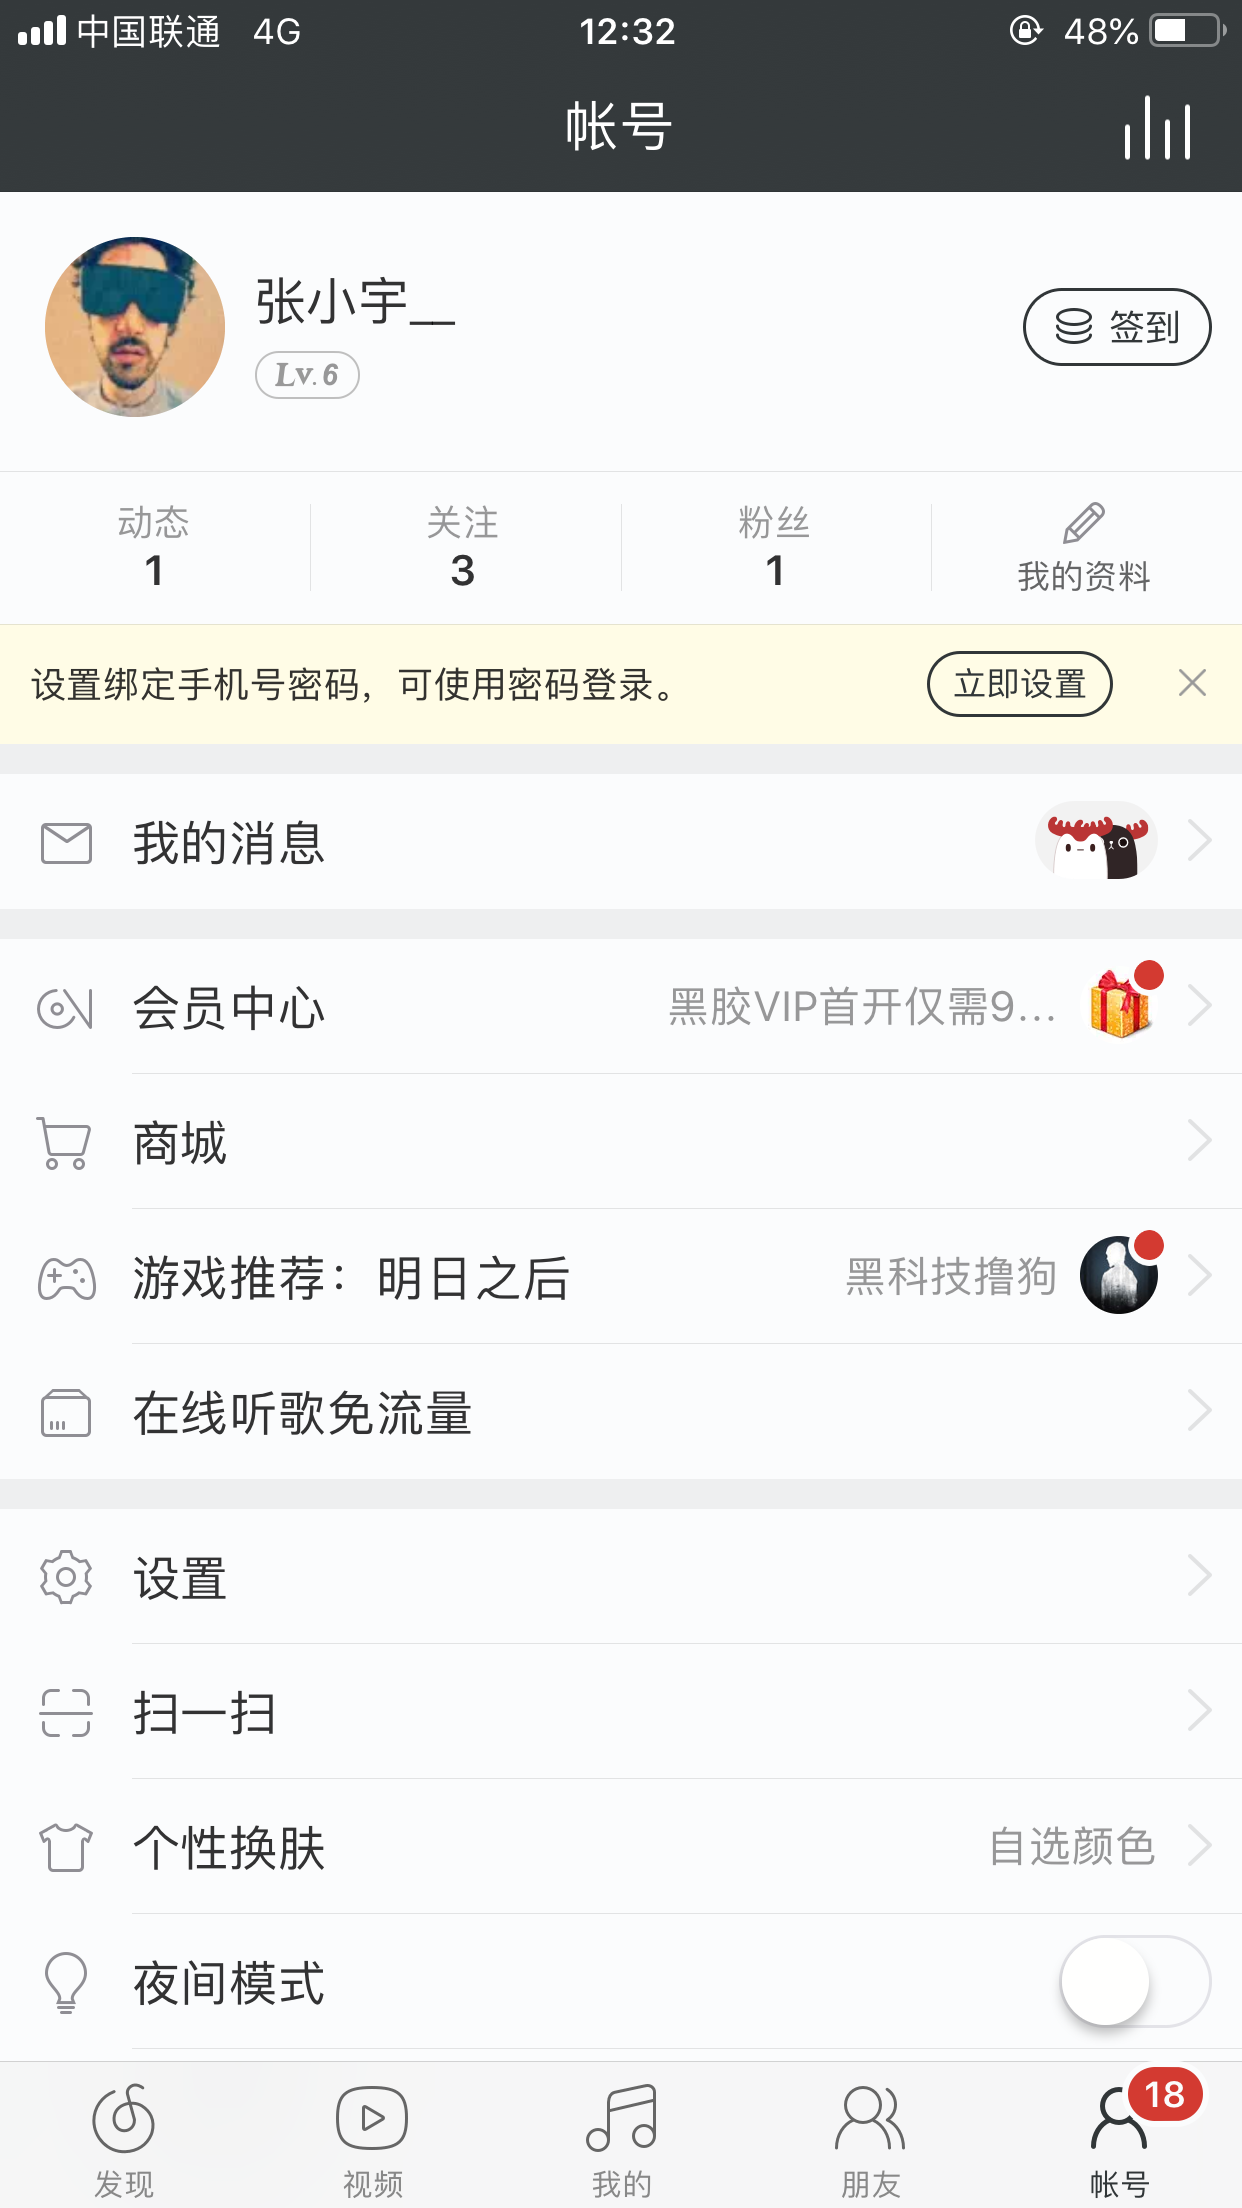 中国联通 4G 12:32 48%
帐号
张小宇__
Lv.6
签到
动态 关注 粉丝
1 3 1 我的资料
设置绑定手机号密码，可使用密码登录。 立即设置
我的消息
会员中心 黑胶VIP首开仅需9...
商城
游戏推荐：明日之后 黑科技撸狗
在线听歌免流量
设置
扫一扫
个性换肤 自选颜色
夜间模式
18
发现 视频 我的 朋友 帐号